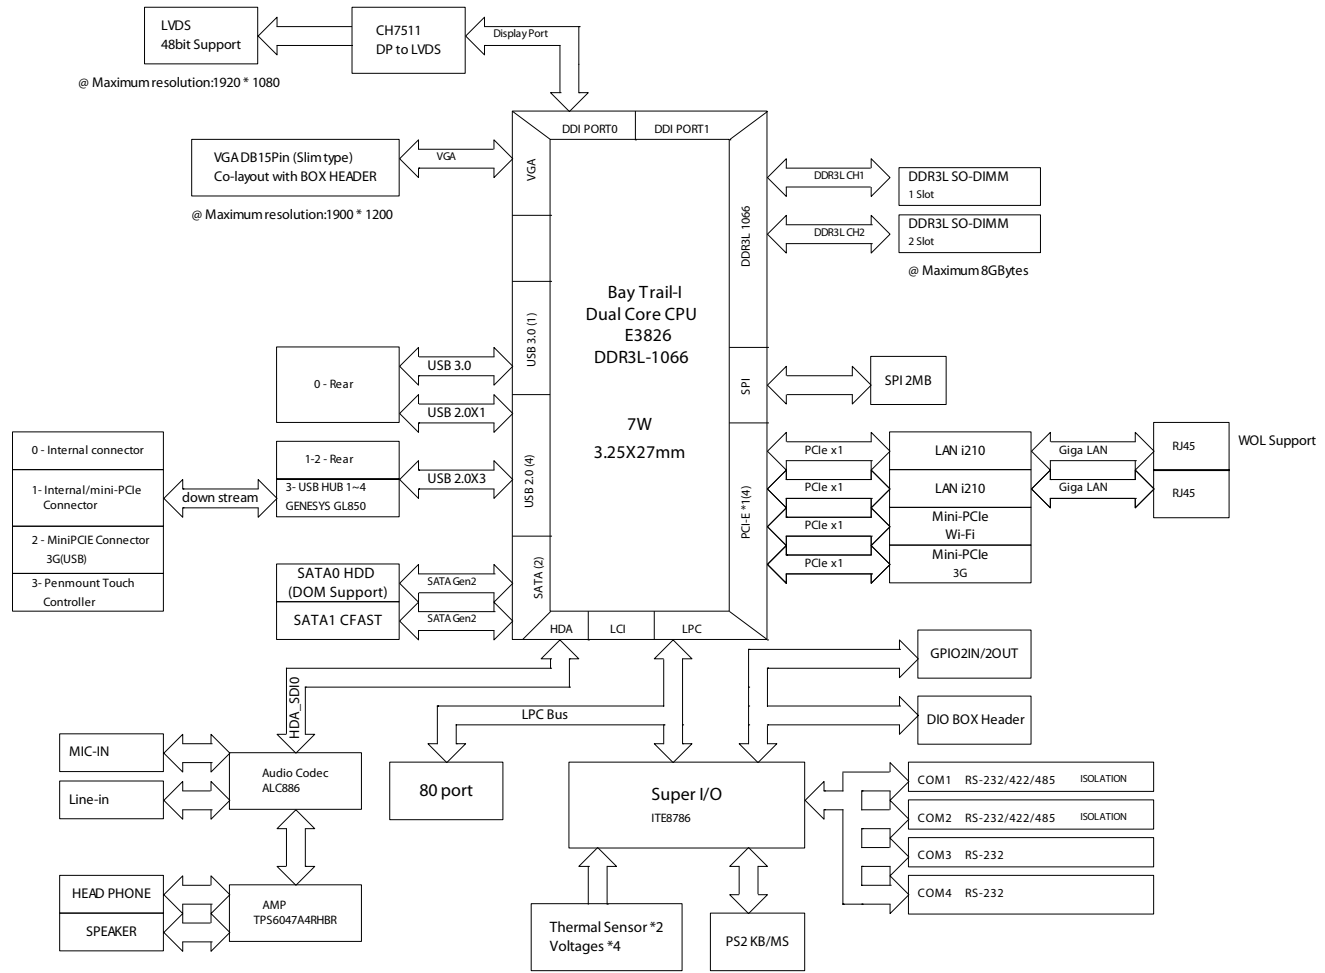 LVDS
48bit Support
CH7511
DP to LVDS
Display Port
@ Maximum resolution:1920 * 1080
DDI PORT0
DDI PORT1
VGA DB15Pin (Slim type)
Co-layout with BOX HEADER
VGA
VGA
@ Maximum resolution:1900 * 1200
DDR3L 1066
DDR3L CH1
DDR3L SO-DIMM
1 Slot
DDR3L CH2
DDR3L SO-DIMM
2 Slot
@ Maximum 8GBytes
Bay Trail-I
Dual Core CPU
E3826
DDR3L-1066
7W
3.25X27mm
USB 3.0 (1)
0 - Rear
USB 3.0
USB 2.0X1
SPI
SPI 2MB
0 - Internal connector
1- Internal/mini-PCIe
Connector
2 - MiniPCIE Connector
3G(USB)
3- Penmount Touch
Controller
down stream
1-2 - Rear
3- USB HUB 1~4
GENESYS GL850
USB 2.0X3
USB 2.0 (4)
PCI-E *1(4)
PCIe x1
LAN i210
Giga LAN
RJ45
WOL Support
PCIe x1
LAN i210
Giga LAN
RJ45
PCIe x1
Mini-PCIe
Wi-Fi
PCIe x1
Mini-PCIe
3G
SATA0 HDD
(DOM Support)
SATA Gen2
SATA (2)
SATA1 CFAST
SATA Gen2
HDA
LCI
LPC
HDA_SDI0
LPC Bus
GPIO2IN/2OUT
DIO BOX Header
MIC-IN
Line-in
Audio Codec
ALC886
80 port
Super I/O
ITE8786
COM1 RS-232/422/485 ISOLATION
COM2 RS-232/422/485 ISOLATION
COM3 RS-232
COM4 RS-232
HEAD PHONE
SPEAKER
AMP
TPS6047A4RHBR
Thermal Sensor *2
Voltages *4
PS2 KB/MS